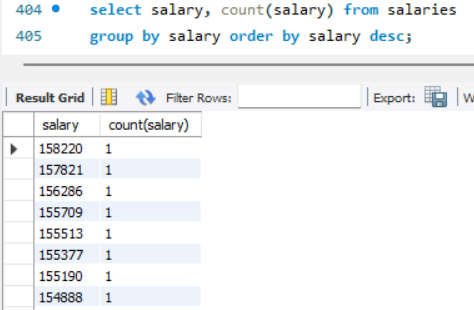 404 select salary, count(salary) from salaries
405 group by salary order by salary desc;
Result Grid Filter Rows: Export: W
salary count(salary)
158220 1
157821 1
156286 1
155709 1
155513 1
155377 1
155190 1
154888 1